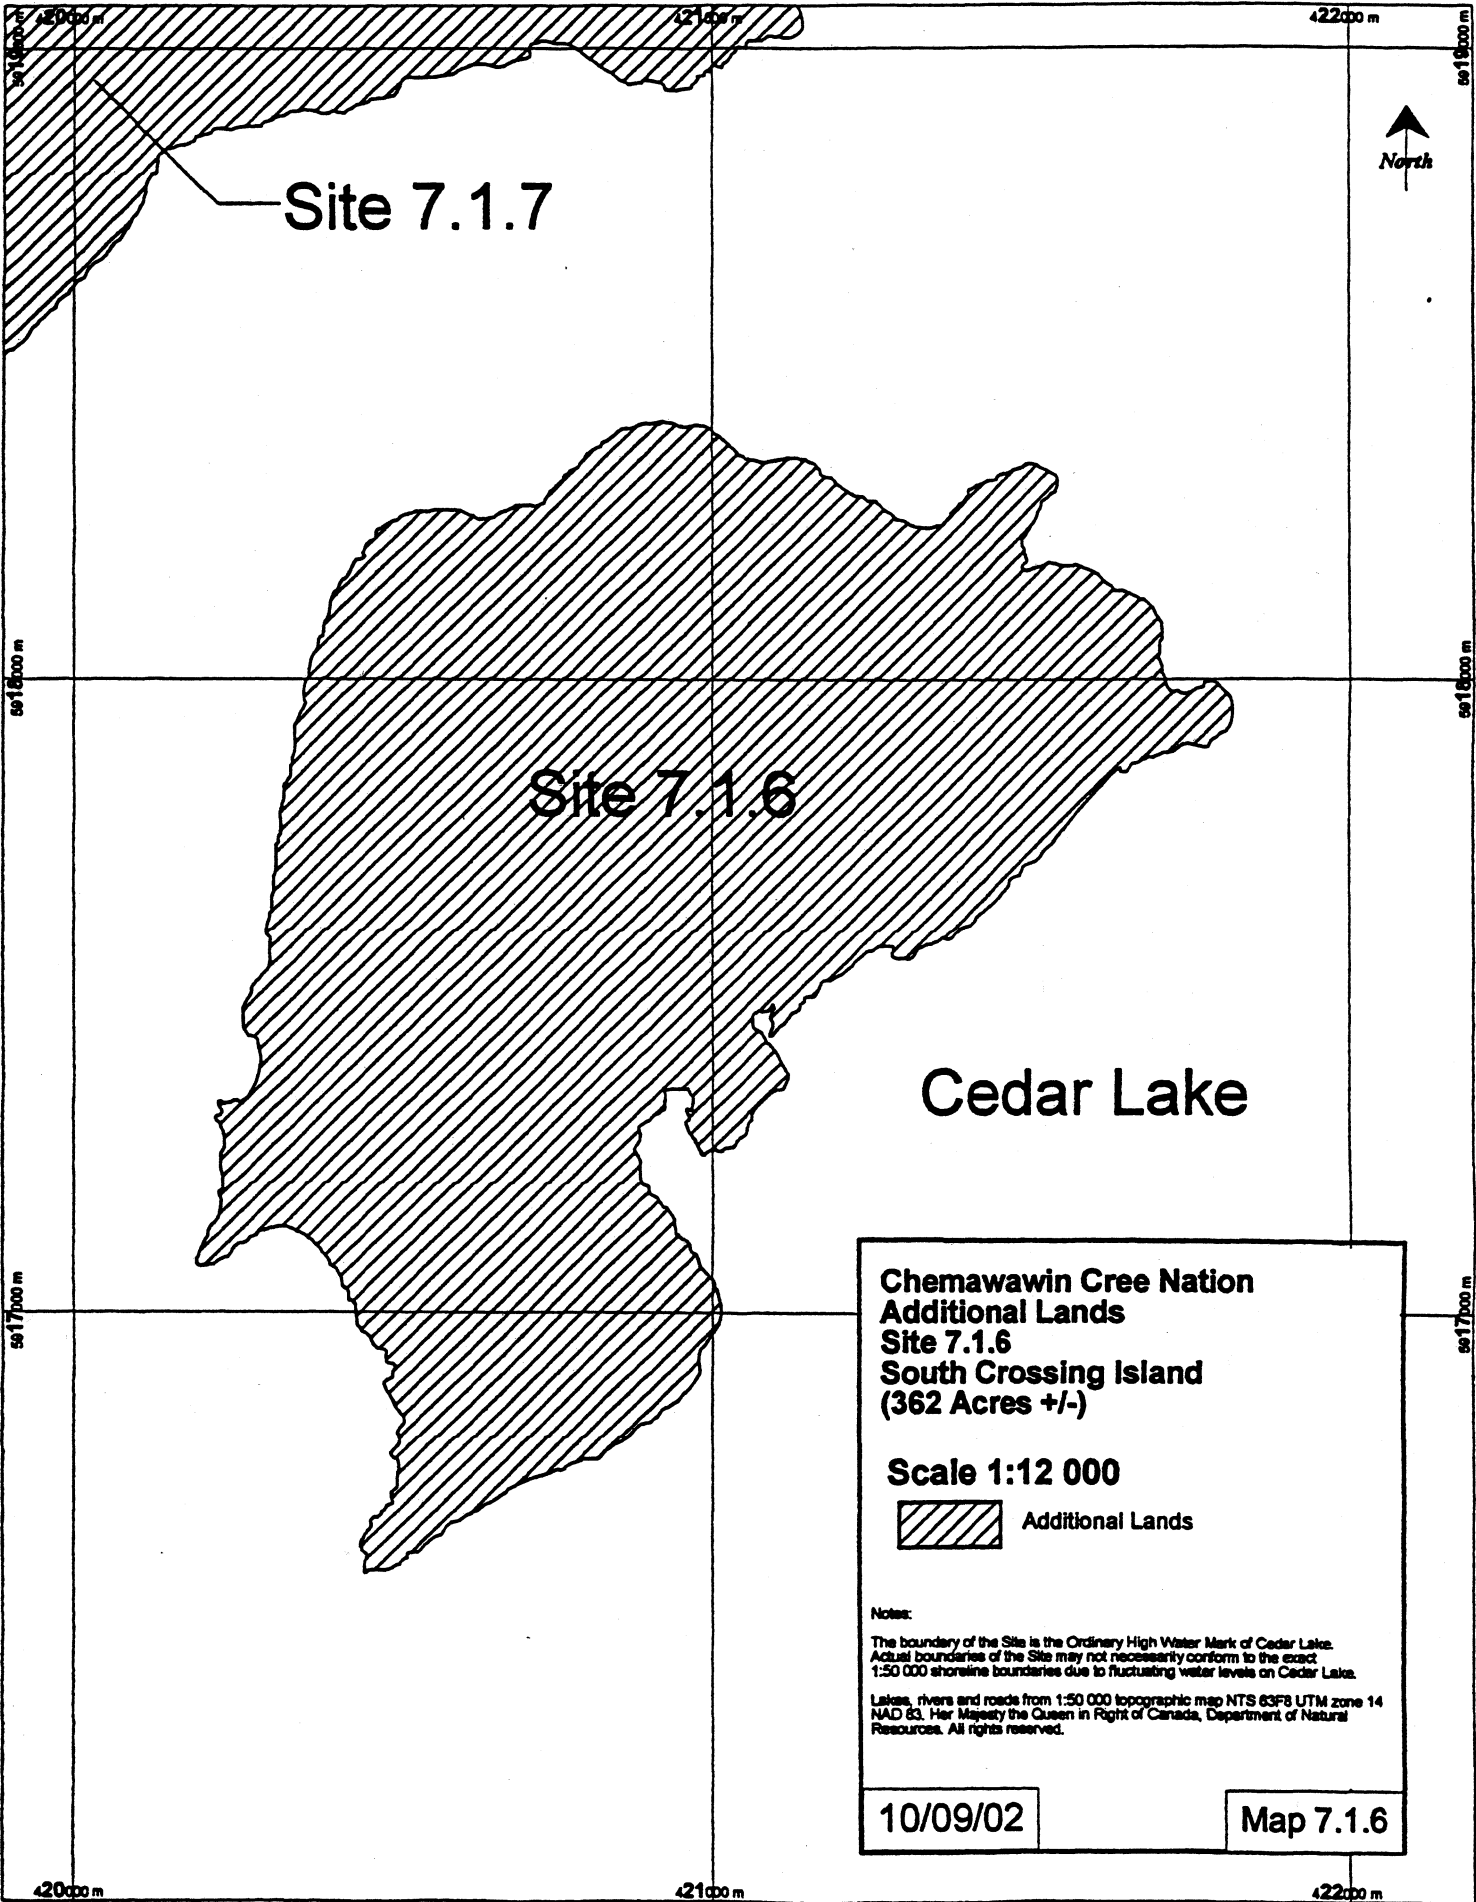 420000 m
421000 m
422000 m
5919000 m
5919000 m
North
Site 7.1.7
5918000 m
5918000 m
Site 7.1.6
Cedar Lake
5917000 m
5917000 m
Chemawawin Cree Nation
Additional Lands
Site 7.1.6
South Crossing Island
(362 Acres +/-)
Scale 1:12 000
Additional Lands
Notes:
The boundary of the Site is the Ordinary High Water Mark of Cedar Lake.
Actual boundaries of the Site may not necessarily conform to the exact
1:50 000 shoreline boundaries due to fluctuating water levels on Cedar Lake.
Lakes, rivers and roads from 1:50 000 topographic map NTS 63F8 UTM zone 14
NAD 83. Her Majesty the Queen in Right of Canada, Department of Natural
Resources. All rights reserved.
10/09/02
Map 7.1.6
420000 m
421000 m
422000 m